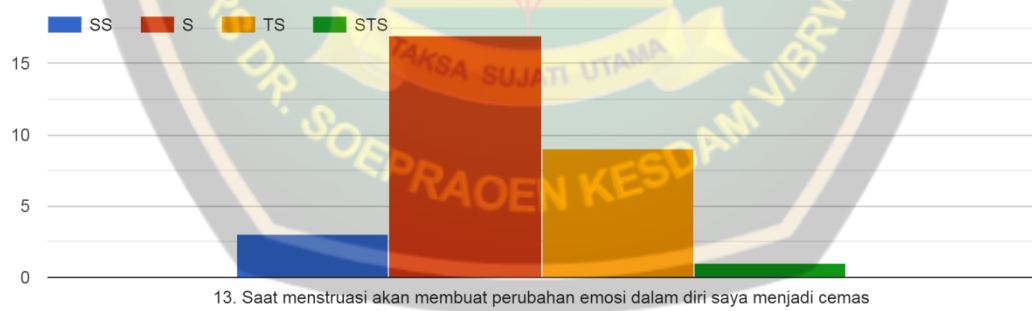 SS S TS STS
TAKSA SUJATI UTAMA
15
10
5
0
RS DR. SOEPRAOEN KESDAM V/BRW
13. Saat menstruasi akan membuat perubahan emosi dalam diri saya menjadi cemas